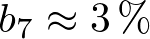 b₇ ≈ 3 %